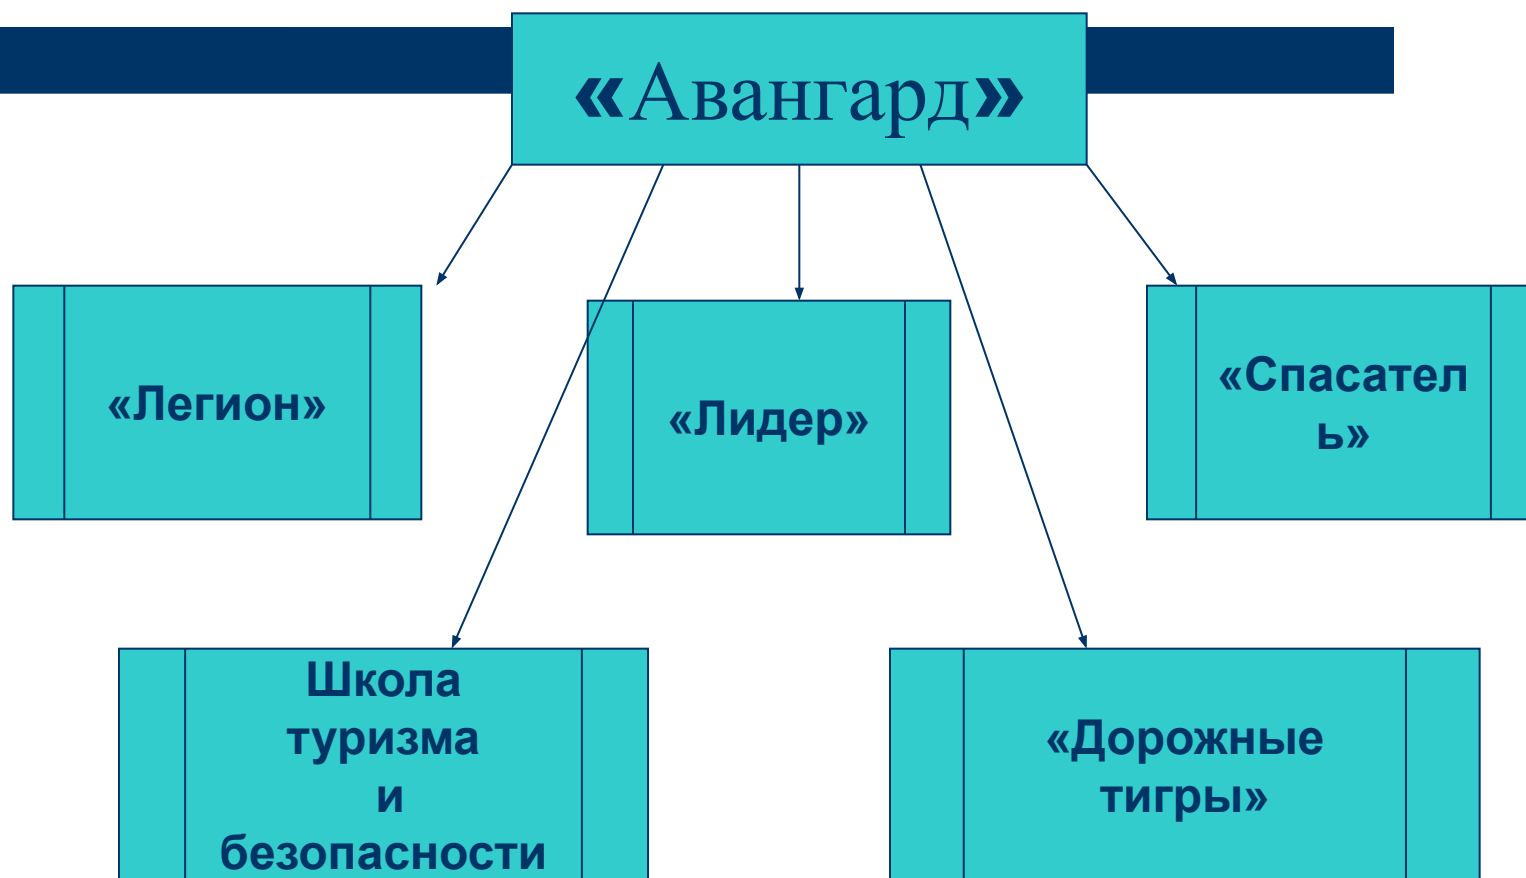 «Авангард»
«Легион»
«Лидер»
«Спасател
ь»
Школа
туризма
и
безопасности
«Дорожные
тигры»